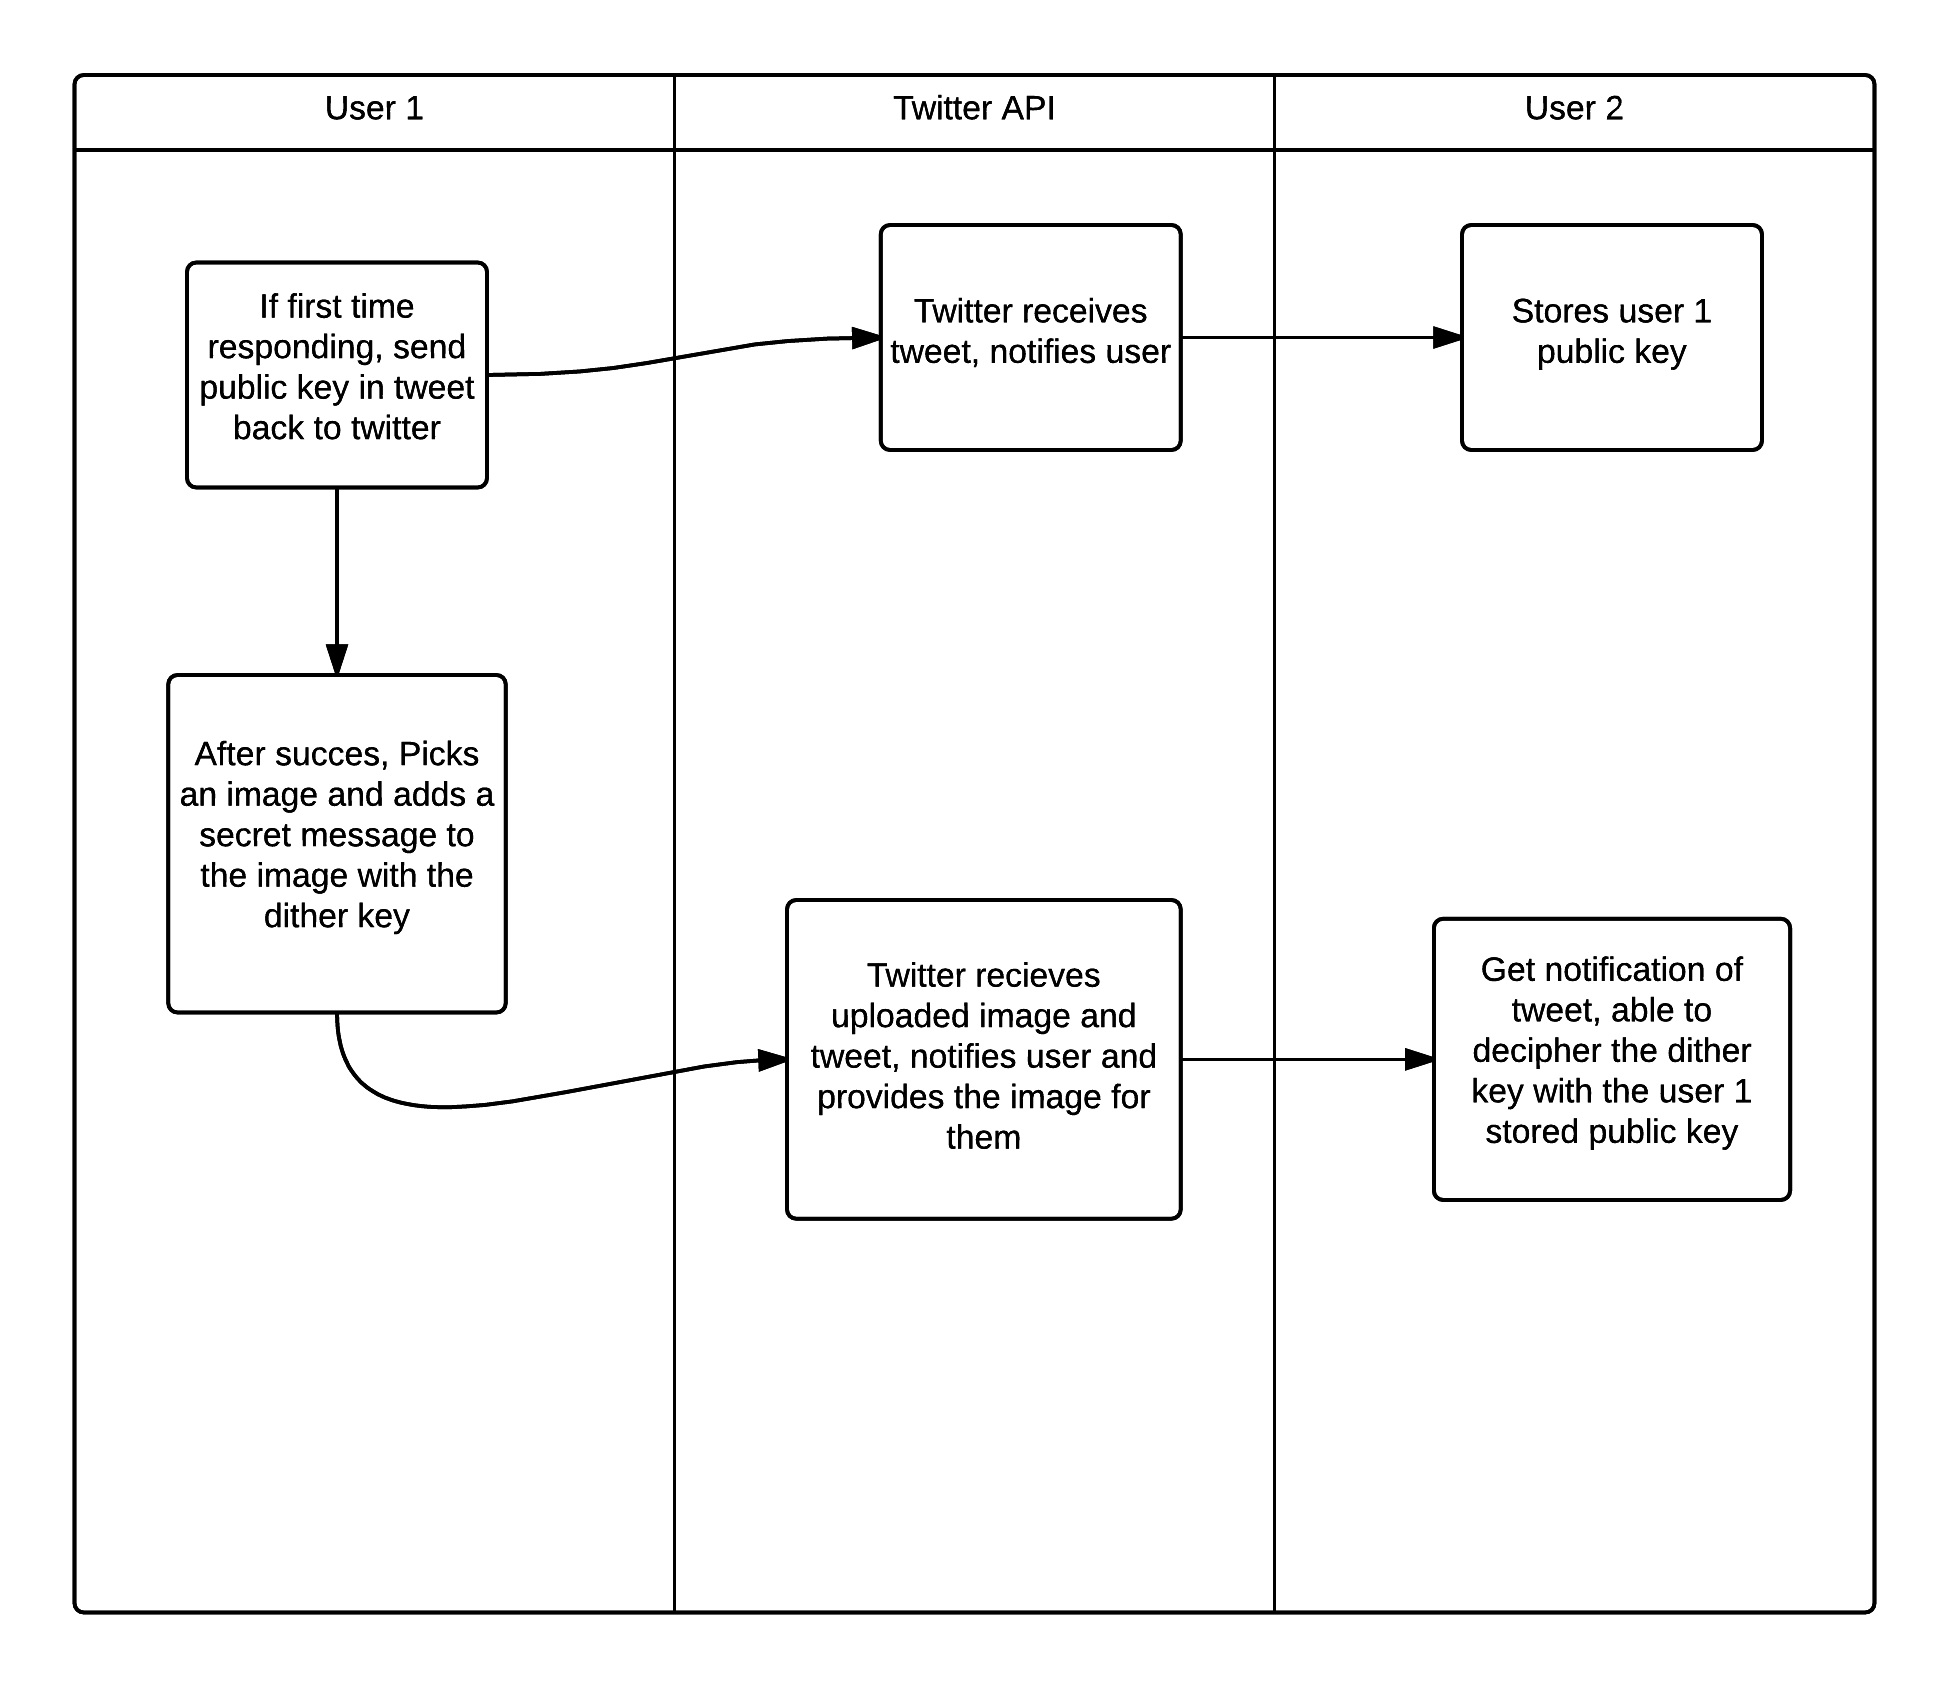 User 1
Twitter API
User 2
If first time
responding, send
public key in tweet
back to twitter
Twitter receives
tweet, notifies user
Stores user 1
public key
After succes, Picks
an image and adds a
secret message to
the image with the
dither key
Twitter recieves
uploaded image and
tweet, notifies user and
provides the image for
them
Get notification of
tweet, able to
decipher the dither
key with the user 1
stored public key